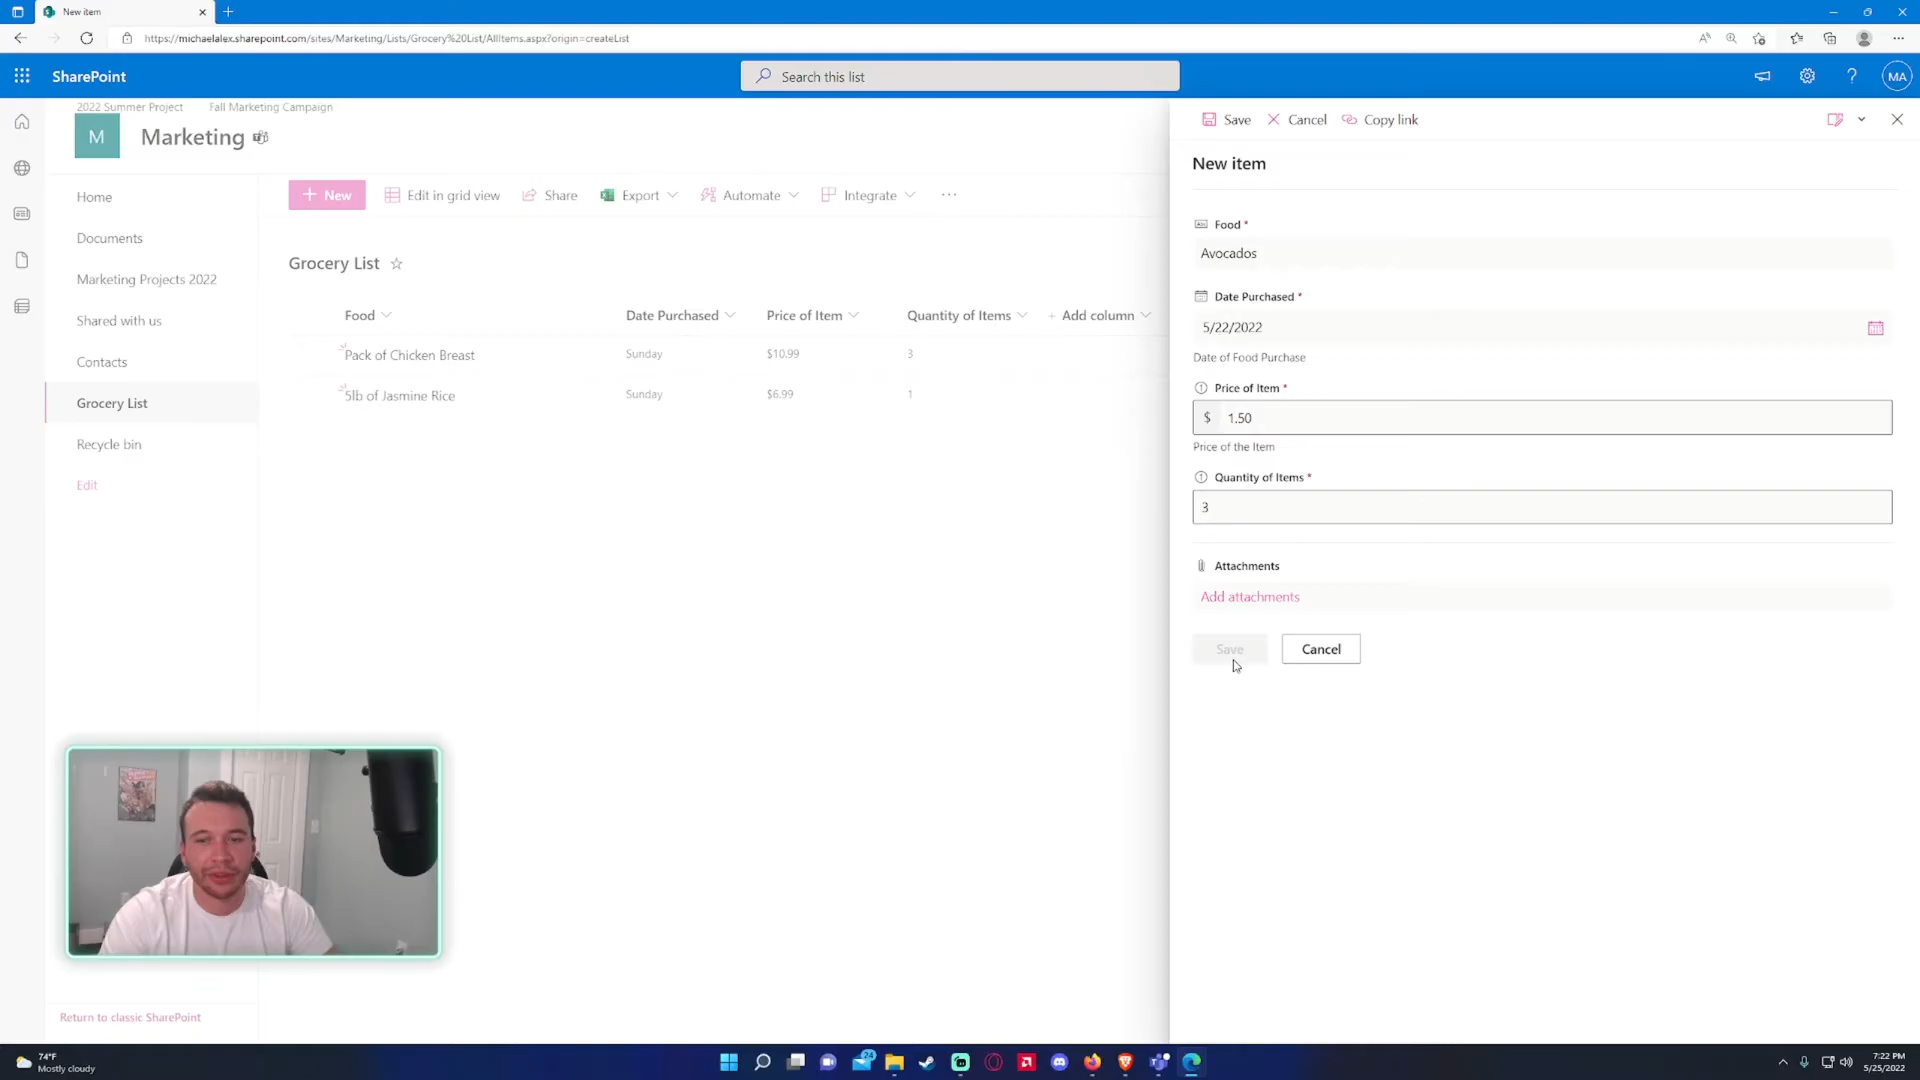 New item
https://michaelalex.sharepoint.com/sites/Marketing/Lists/Grocery%20List/AllItems.aspx?origin=createList
SharePoint
Search this list
MA
2022 Summer Project Fall Marketing Campaign
M
Marketing
Home
Documents
Marketing Projects 2022
Shared with us
Contacts
Grocery List
Recycle bin
Edit
Return to classic SharePoint
New Edit in grid view Share Export Automate Integrate
Grocery List
Food Date Purchased Price of Item Quantity of Items + Add column
Pack of Chicken Breast Sunday $10.99 3
5lb of Jasmine Rice Sunday $6.99 1
Save Cancel Copy link
New item
Food *
Avocados
Date Purchased *
5/22/2022
Date of Food Purchase
Price of Item *
$ 1.50
Price of the Item
Quantity of Items *
3
Attachments
Add attachments
Save Cancel
74°F
Mostly cloudy
24
7:22 PM
5/25/2022